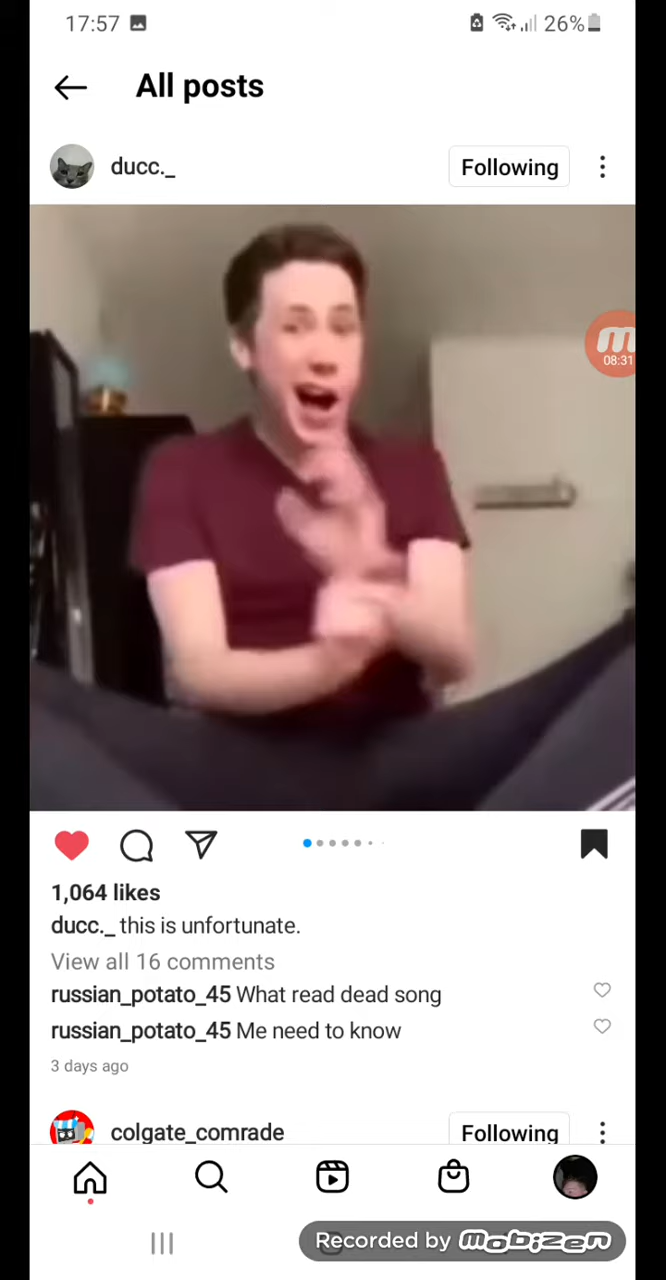 17:57 26%
All posts
ducc._ Following
08:31
1,064 likes
ducc._ this is unfortunate.
View all 16 comments
russian_potato_45 What read dead song
russian_potato_45 Me need to know
3 days ago
colgate_comrade Following
Recorded by mobizen